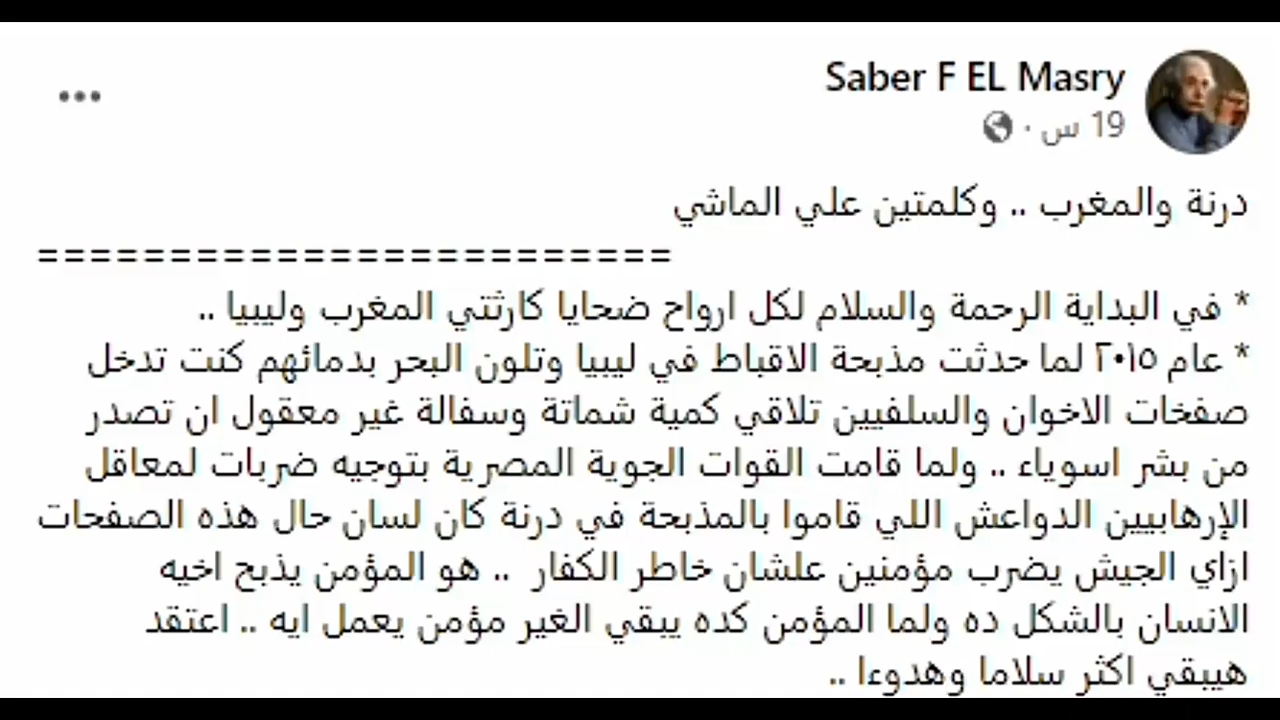 Saber F EL Masry
19 س ·
درنة والمغرب .. وكلمتين علي الماشي
========================
* في البداية الرحمة والسلام لكل ارواح ضحايا كارثتي المغرب وليبيا ..
* عام ٢٠١٥ لما حدثت مذبحة الاقباط في ليبيا وتلون البحر بدمائهم كنت تدخل
صفخات الاخوان والسلفيين تلاقي كمية شماتة وسفالة غير معقول ان تصدر
من بشر اسوياء .. ولما قامت القوات الجوية المصرية بتوجيه ضربات لمعاقل
الإرهابيين الدواعش اللي قاموا بالمذبحة في درنة كان لسان حال هذه الصفحات
ازاي الجيش يضرب مؤمنين علشان خاطر الكفار .. هو المؤمن يذبح اخيه
الانسان بالشكل ده ولما المؤمن كده يبقي الغير مؤمن يعمل ايه .. اعتقد
هيبقي اكثر سلاما وهدوءا ..